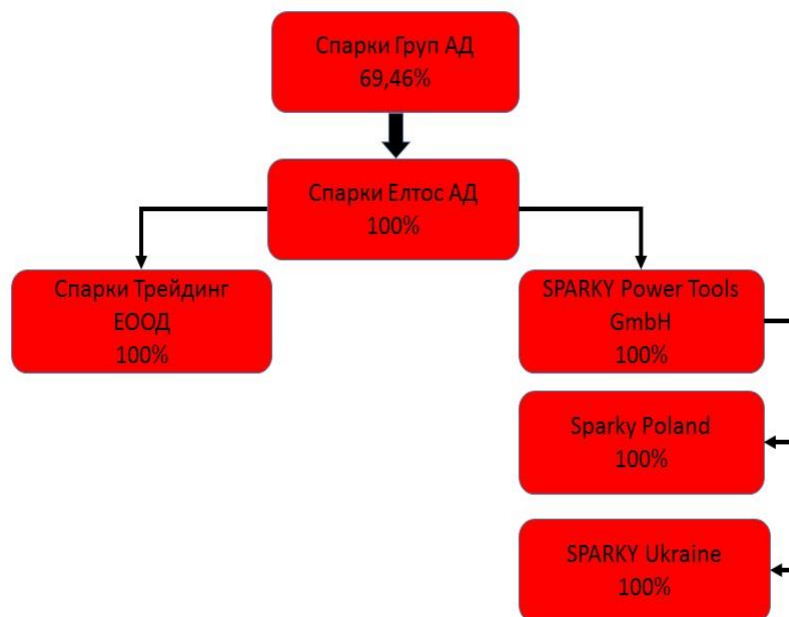 Спарки Груп АД
69,46%
Спарки Елтос АД
100%
Спарки Трейдинг
ЕООД
100%
SPARKY Power Tools
GmbH
100%
Sparky Poland
100%
SPARKY Ukraine
100%